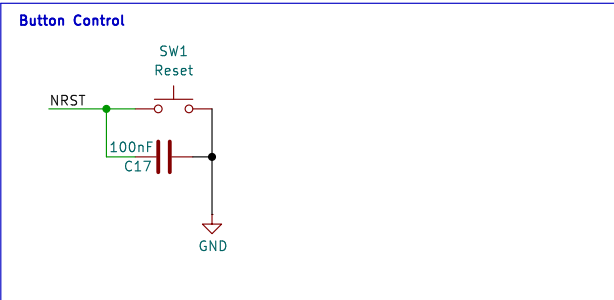 Button Control
SW1
Reset
NRST
100nF
C17
GND